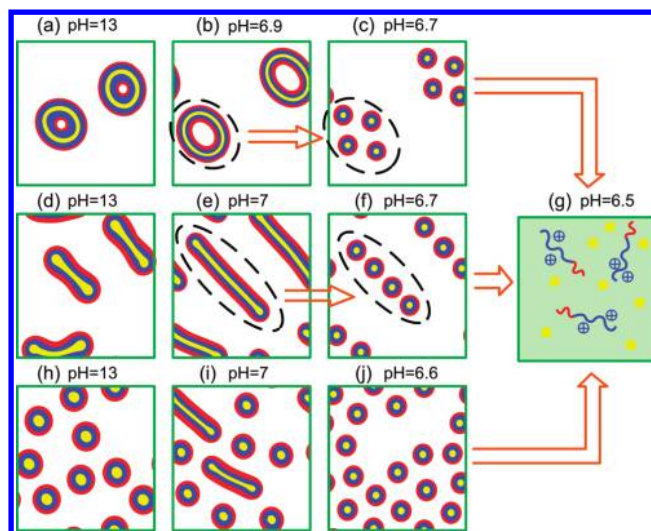 (a) pH=13 (b) pH=6.9 (c) pH=6.7
(d) pH=13 (e) pH=7 (f) pH=6.7 (g) pH=6.5
(h) pH=13 (i) pH=7 (j) pH=6.6